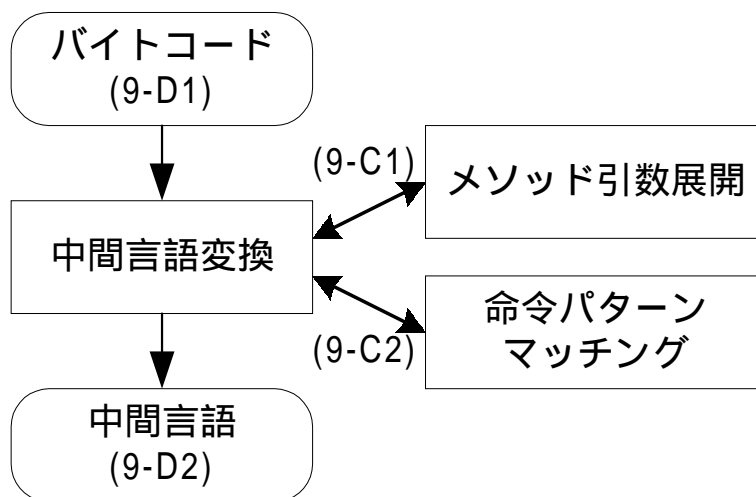 バイトコード
(9-D1)
(9-C1)
メソッド引数展開
中間言語変換
命令パターン
マッチング
(9-C2)
中間言語
(9-D2)